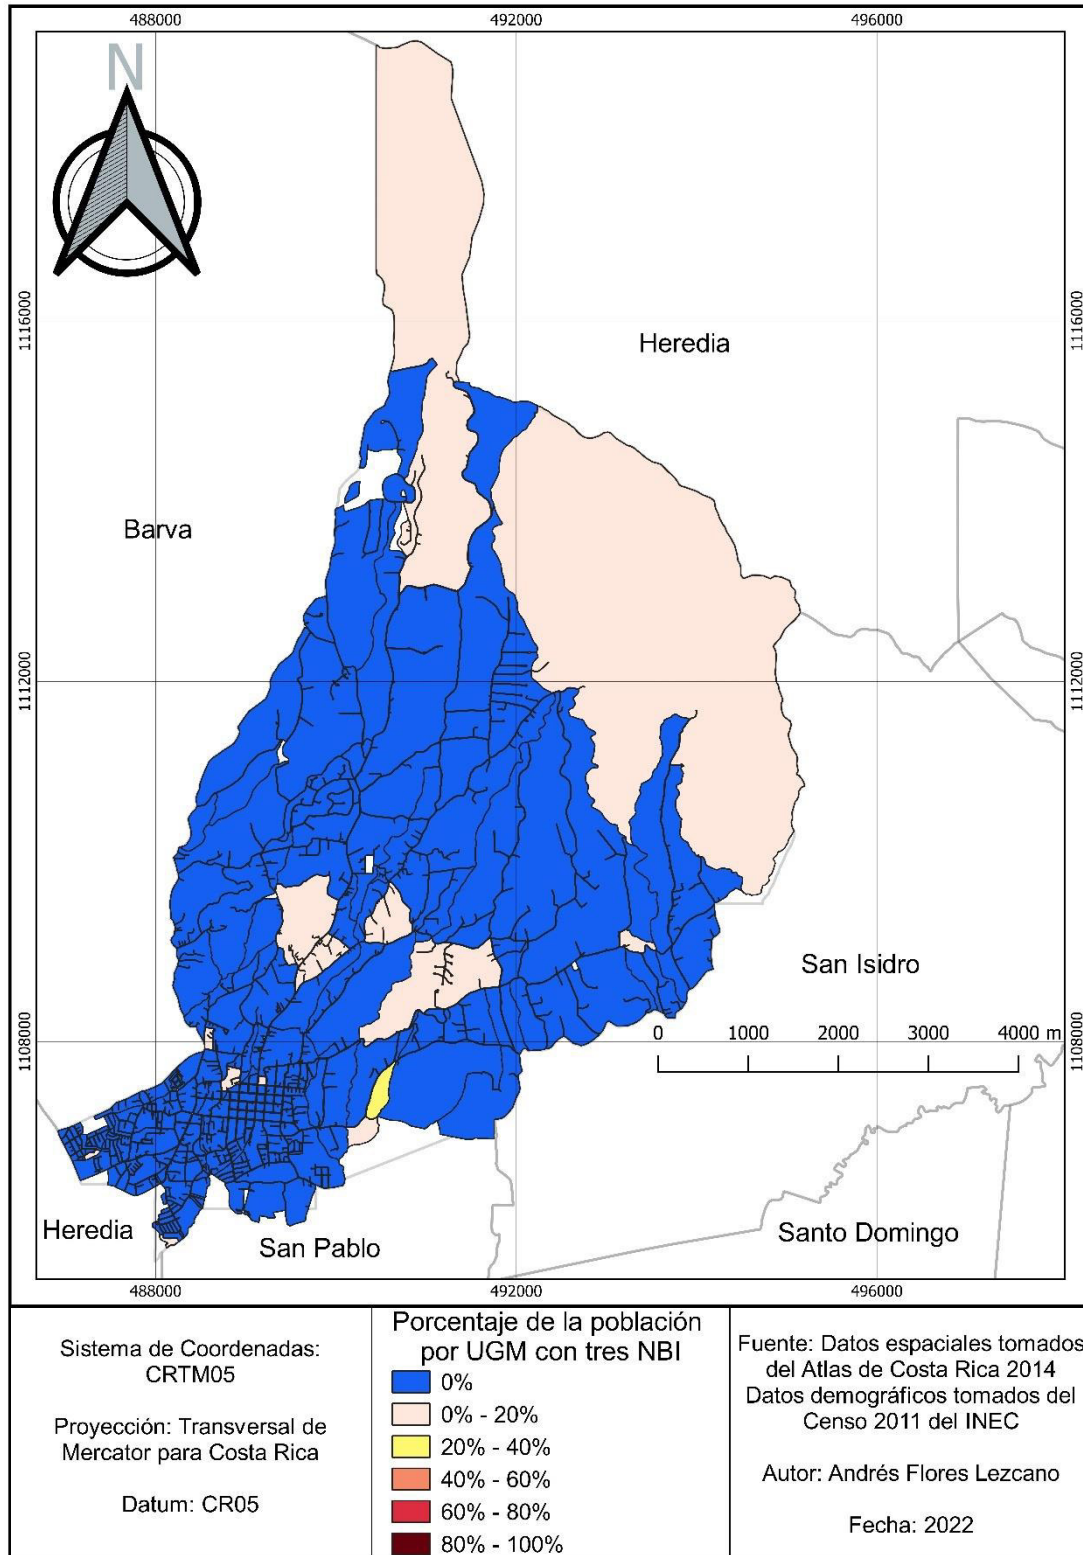 488000
492000
496000
N
1116000
1116000
Heredia
Barva
1112000
1112000
San Isidro
0
1000
2000
3000
4000 m
1108000
1108000
Heredia
San Pablo
Santo Domingo
488000
492000
496000
Sistema de Coordenadas:
CRTM05
Proyección: Transversal de
Mercator para Costa Rica
Datum: CR05
Porcentaje de la población
por UGM con tres NBI
0%
0% - 20%
20% - 40%
40% - 60%
60% - 80%
80% - 100%
Fuente: Datos espaciales tomados
del Atlas de Costa Rica 2014
Datos demográficos tomados del
Censo 2011 del INEC
Autor: Andrés Flores Lezcano
Fecha: 2022